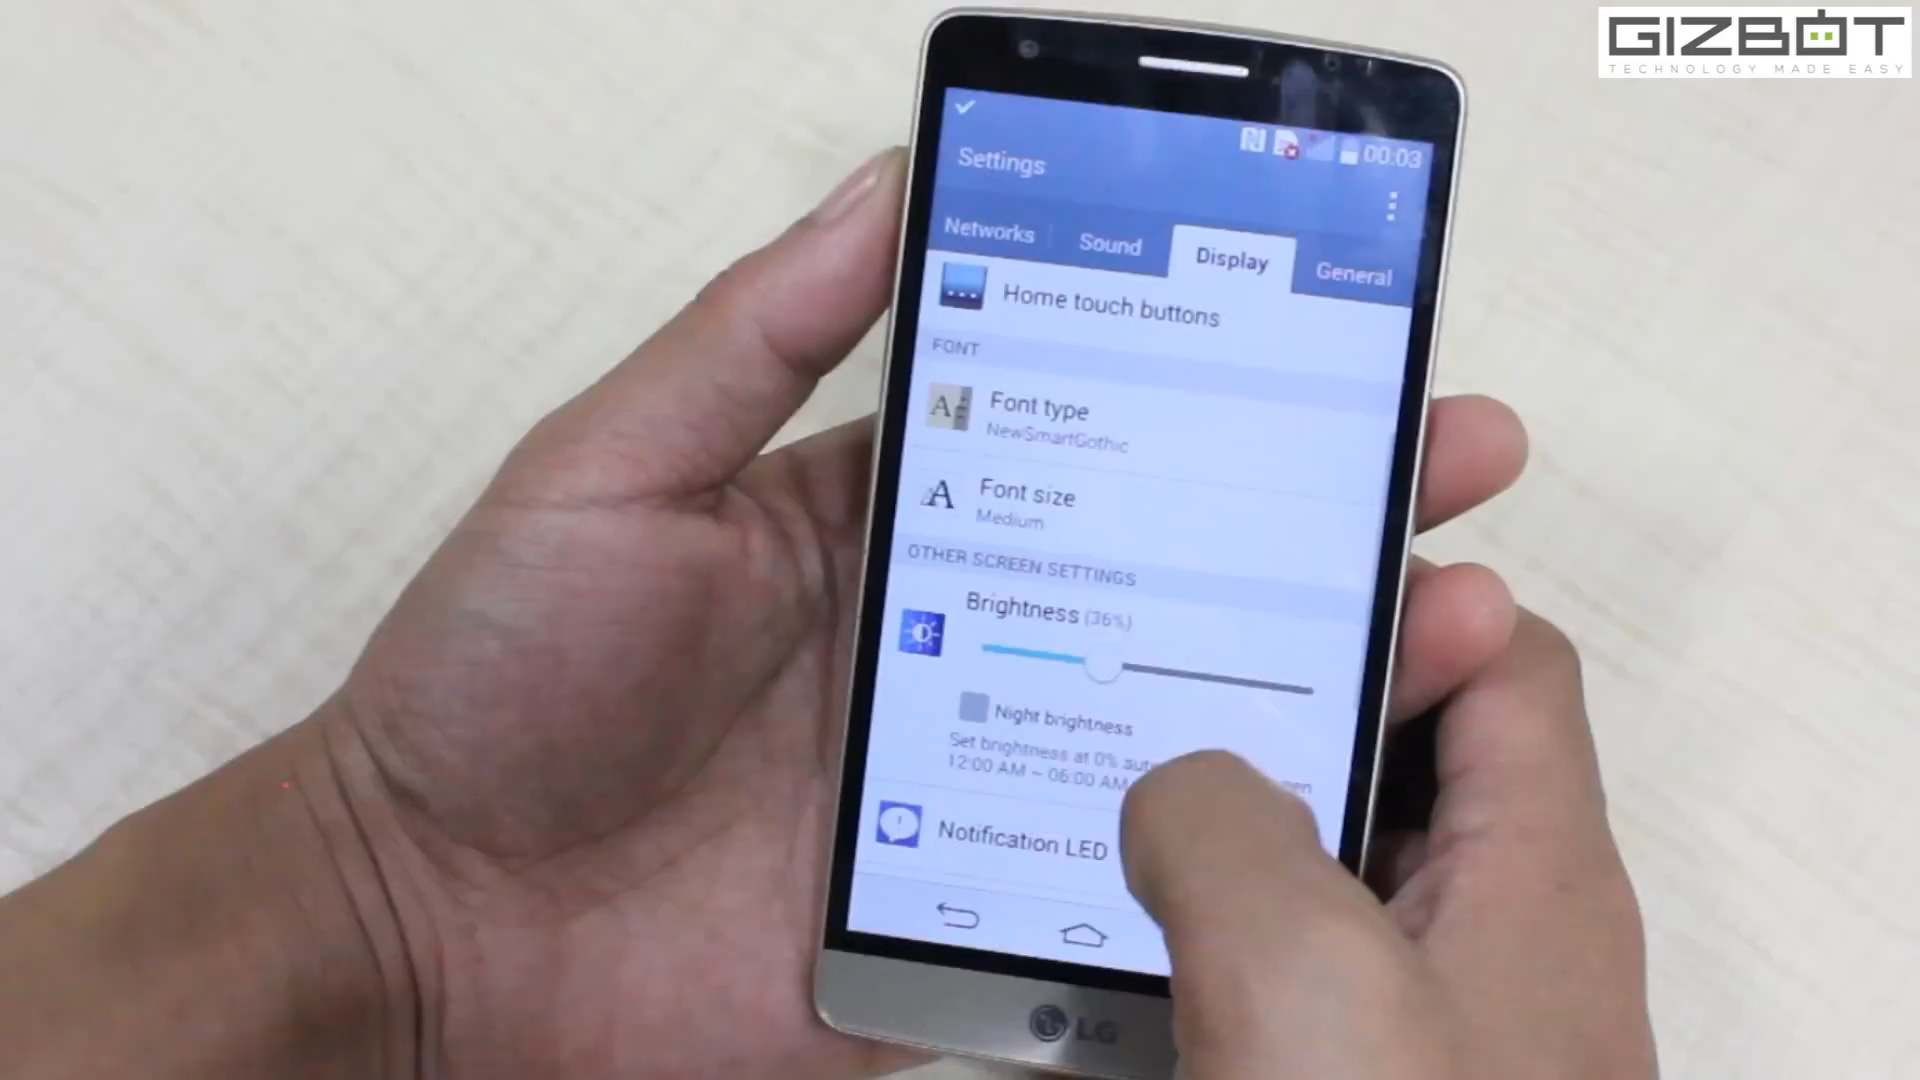 GIZBOT
TECHNOLOGY MADE EASY
00:03
Settings
Networks
Sound
Display
General
Home touch buttons
FONT
Font type
NewSmartGothic
Font size
Medium
OTHER SCREEN SETTINGS
Brightness (36%)
Night brightness
Set brightness at 0%
12:00 AM ~ 06:00 AM
Notification LED
LG